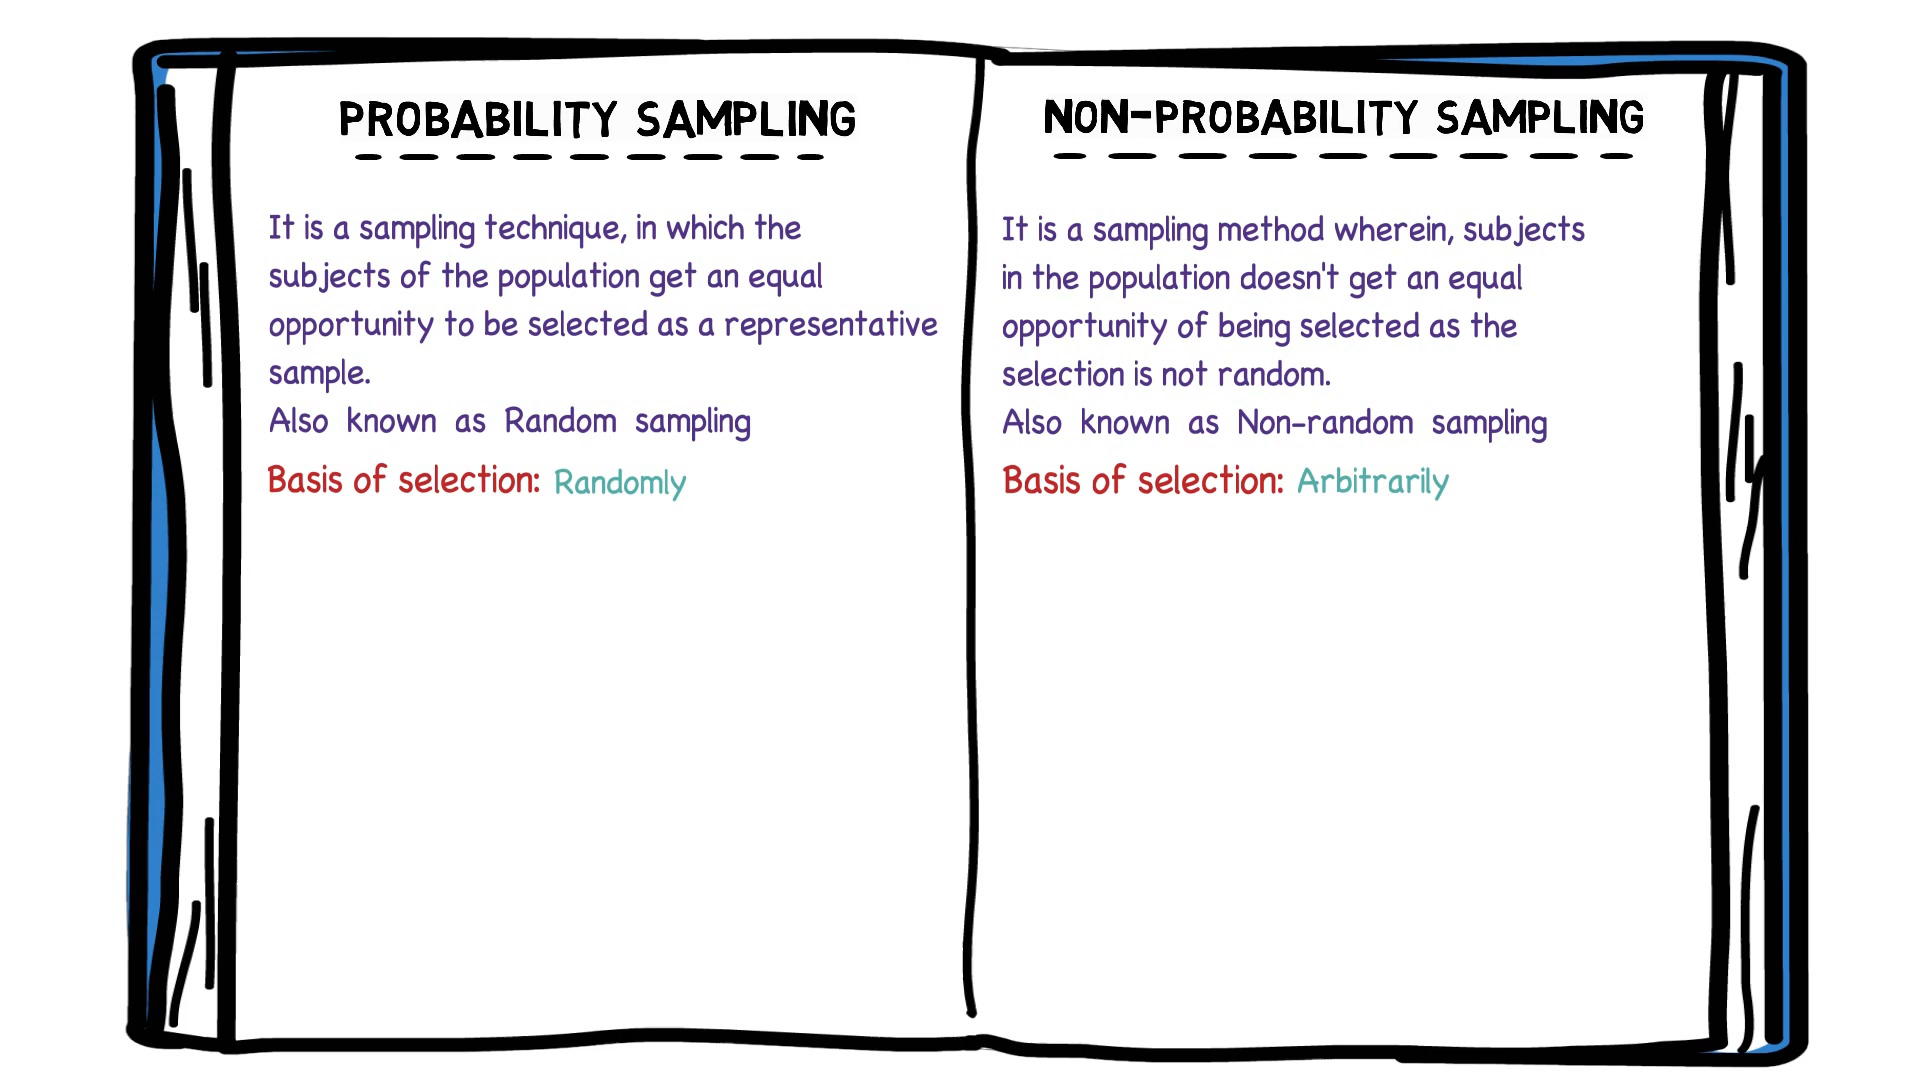 PROBABILITY SAMPLING
It is a sampling technique, in which the
subjects of the population get an equal
opportunity to be selected as a representative
sample.
Also known as Random sampling
Basis of selection: Randomly
NON-PROBABILITY SAMPLING
It is a sampling method wherein, subjects
in the population doesn't get an equal
opportunity of being selected as the
selection is not random.
Also known as Non-random sampling
Basis of selection: Arbitrarily